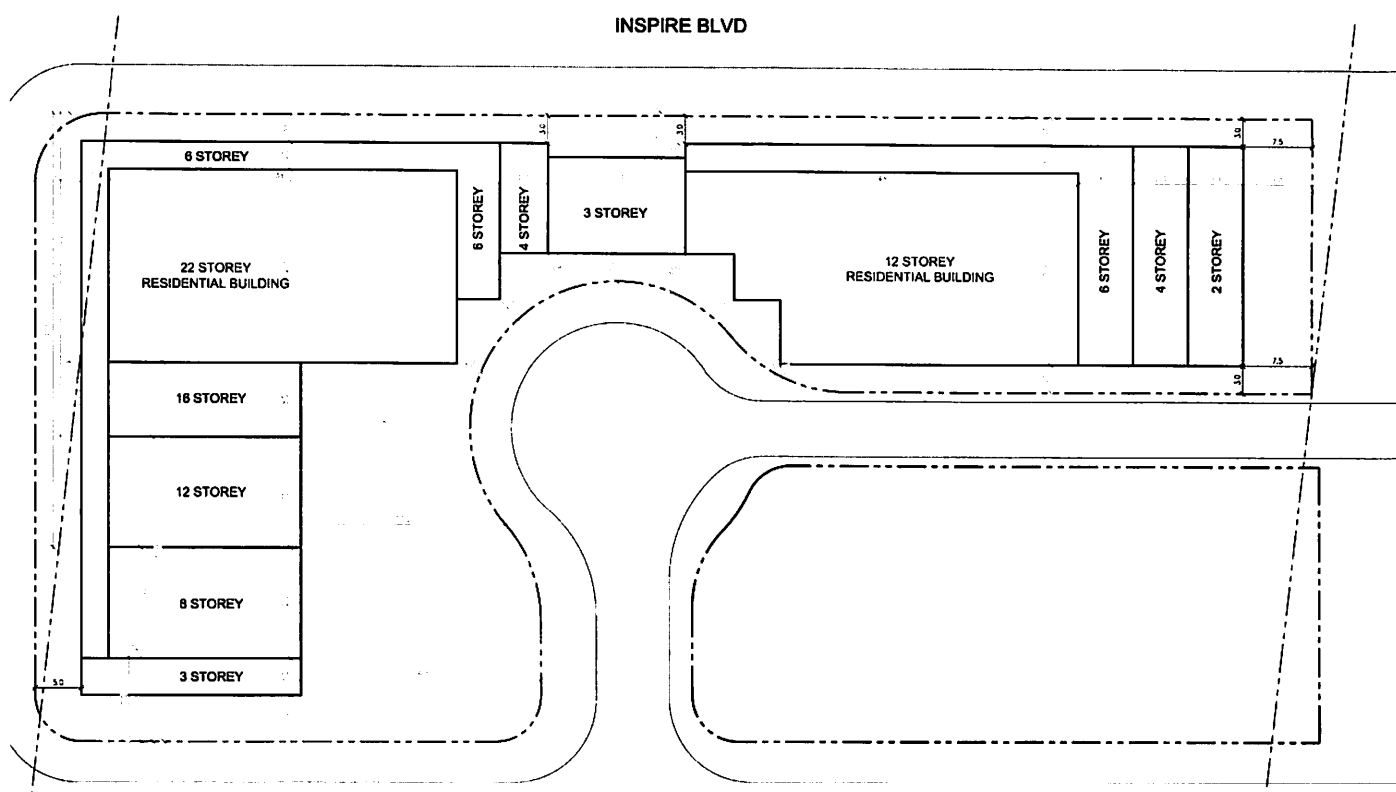 INSPIRE BLVD
3.0
3.0
3.0
7.5
6 STOREY
6 STOREY
4 STOREY
3 STOREY
22 STOREY
RESIDENTIAL BUILDING
12 STOREY
RESIDENTIAL BUILDING
6 STOREY
4 STOREY
2 STOREY
7.5
3.0
16 STOREY
12 STOREY
8 STOREY
3 STOREY
5.0